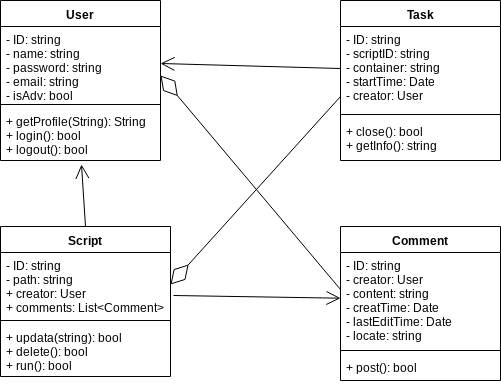 User
- ID: string
- name: string
- password: string
- email: string
- isAdv: bool
+ getProfile(String): String
+ login(): bool
+ logout(): bool
Task
- ID: string
- scriptID: string
- container: string
- startTime: Date
- creator: User
+ close(): bool
+ getInfo(): string
Script
- ID: string
- path: string
+ creator: User
+ comments: List<Comment>
+ updata(string): bool
+ delete(): bool
+ run(): bool
Comment
- ID: string
- creator: User
- content: string
- creatTime: Date
- lastEditTime: Date
- locate: string
+ post(): bool